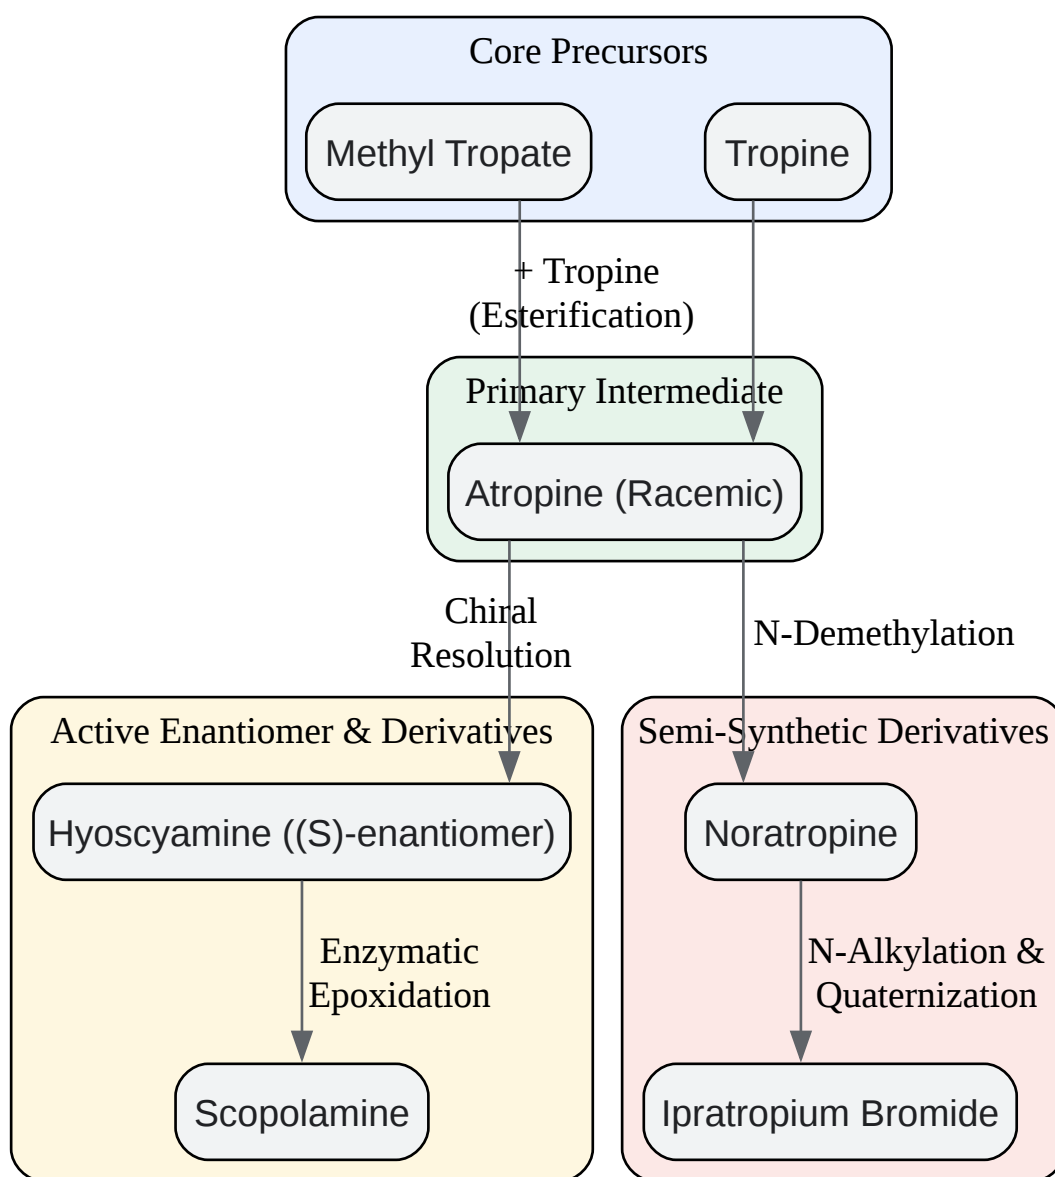 Core Precursors
Methyl Tropate
Tropine
+ Tropine
(Esterification)
Primary Intermediate
Atropine (Racemic)
Chiral
Resolution
N-Demethylation
Active Enantiomer & Derivatives
Semi-Synthetic Derivatives
Hyoscyamine ((S)-enantiomer)
Noratropine
Enzymatic
Epoxidation
N-Alkylation &
Quaternization
Scopolamine
Ipratropium Bromide